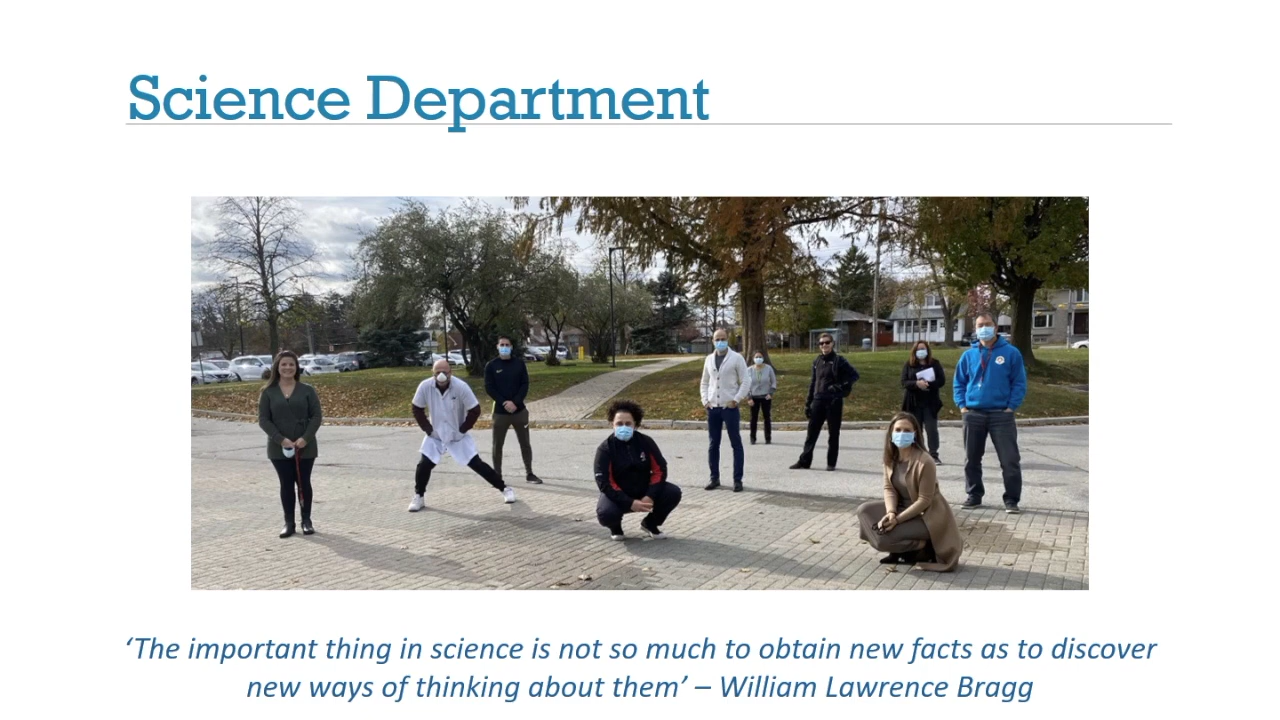 Science Department
‘The important thing in science is not so much to obtain new facts as to discover
new ways of thinking about them’ – William Lawrence Bragg